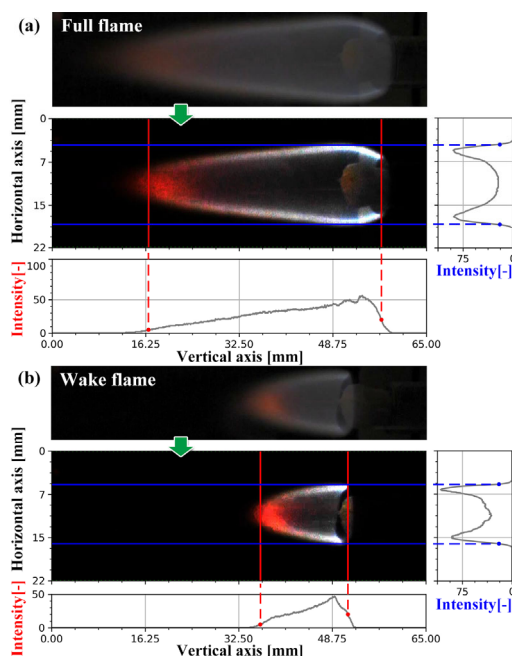 (a) Full flame
Horizontal axis [mm]
0
7
15
22
Intensity[-]
100
50
0
0.00 16.25 32.50 48.75 65.00
Vertical axis [mm]
75 0
Intensity[-]
(b) Wake flame
Horizontal axis [mm]
0
7
15
22
Intensity[-]
50
0
0.00 16.25 32.50 48.75 65.00
Vertical axis [mm]
75 0
Intensity[-]